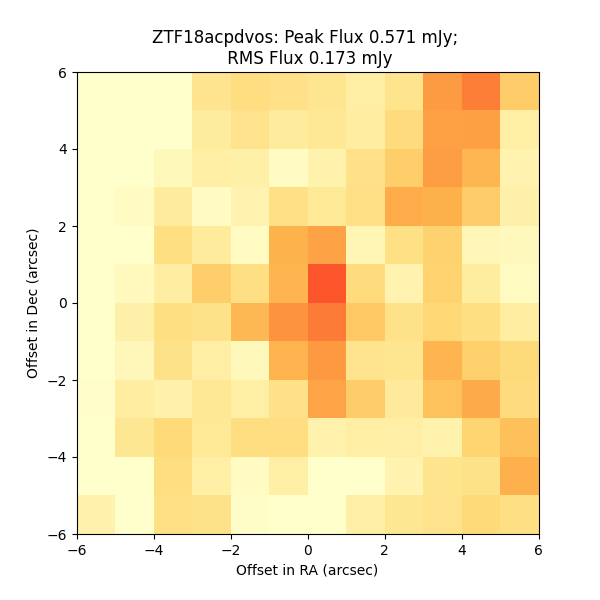 ZTF18acpdvos: Peak Flux 0.571 mJy;
RMS Flux 0.173 mJy
6
4
2
0
−2
−4
−6
Offset in Dec (arcsec)
−6 −4 −2 0 2 4 6
Offset in RA (arcsec)